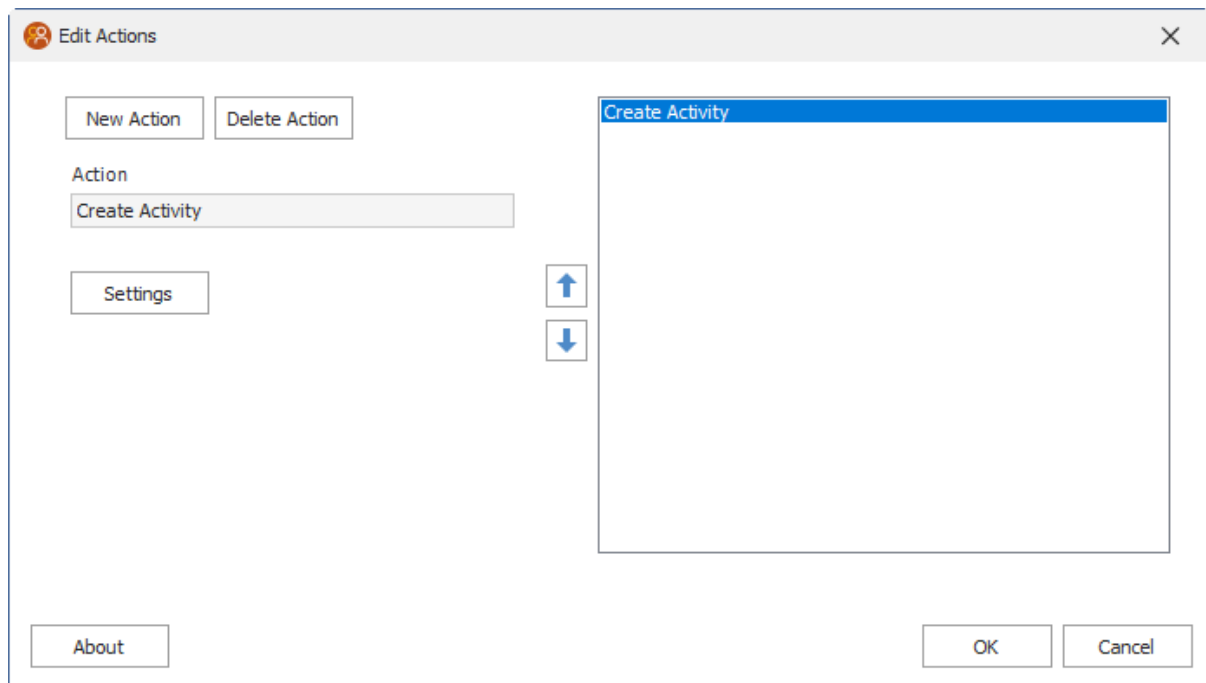 Edit Actions
New Action
Delete Action
Create Activity
Action
Create Activity
Settings
About
OK
Cancel